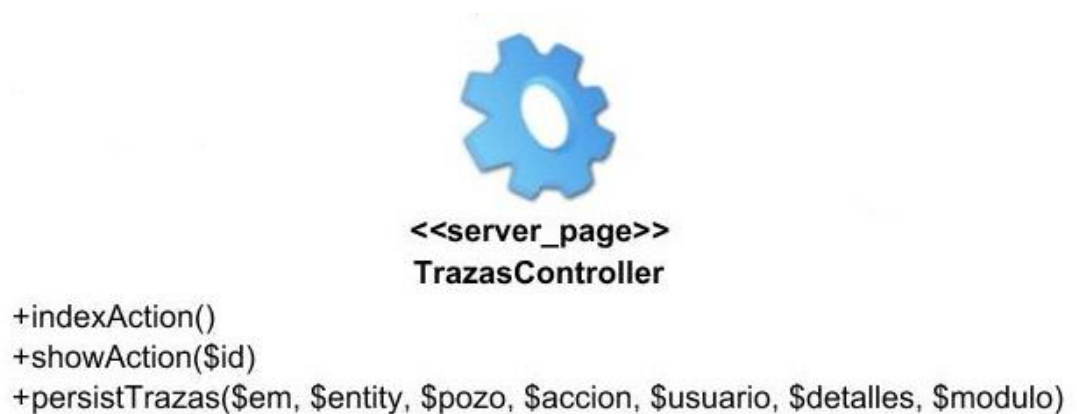 <<server_page>>
TrazasController
+indexAction()
+showAction($id)
+persistTrazas($em, $entity, $pozo, $accion, $usuario, $detalles, $modulo)